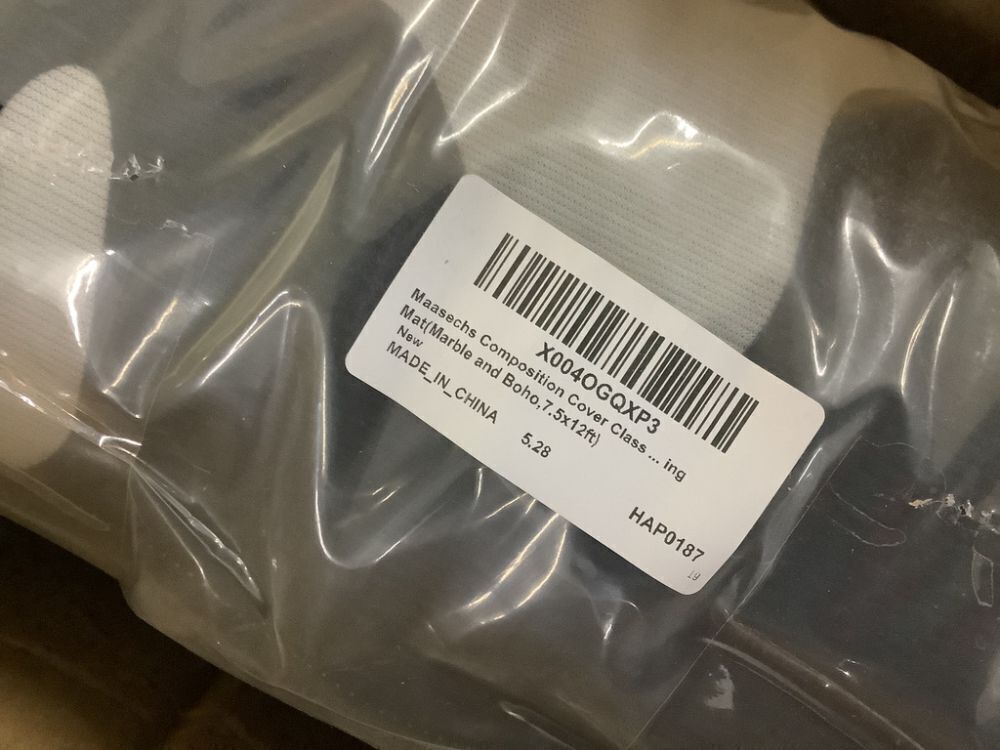 X004OGQXP3
Maasechs Composition Cover Class ... ing
Mat(Marble and Boho,7.5x12ft)
New
MADE_IN_CHINA
5.28
HAP0187